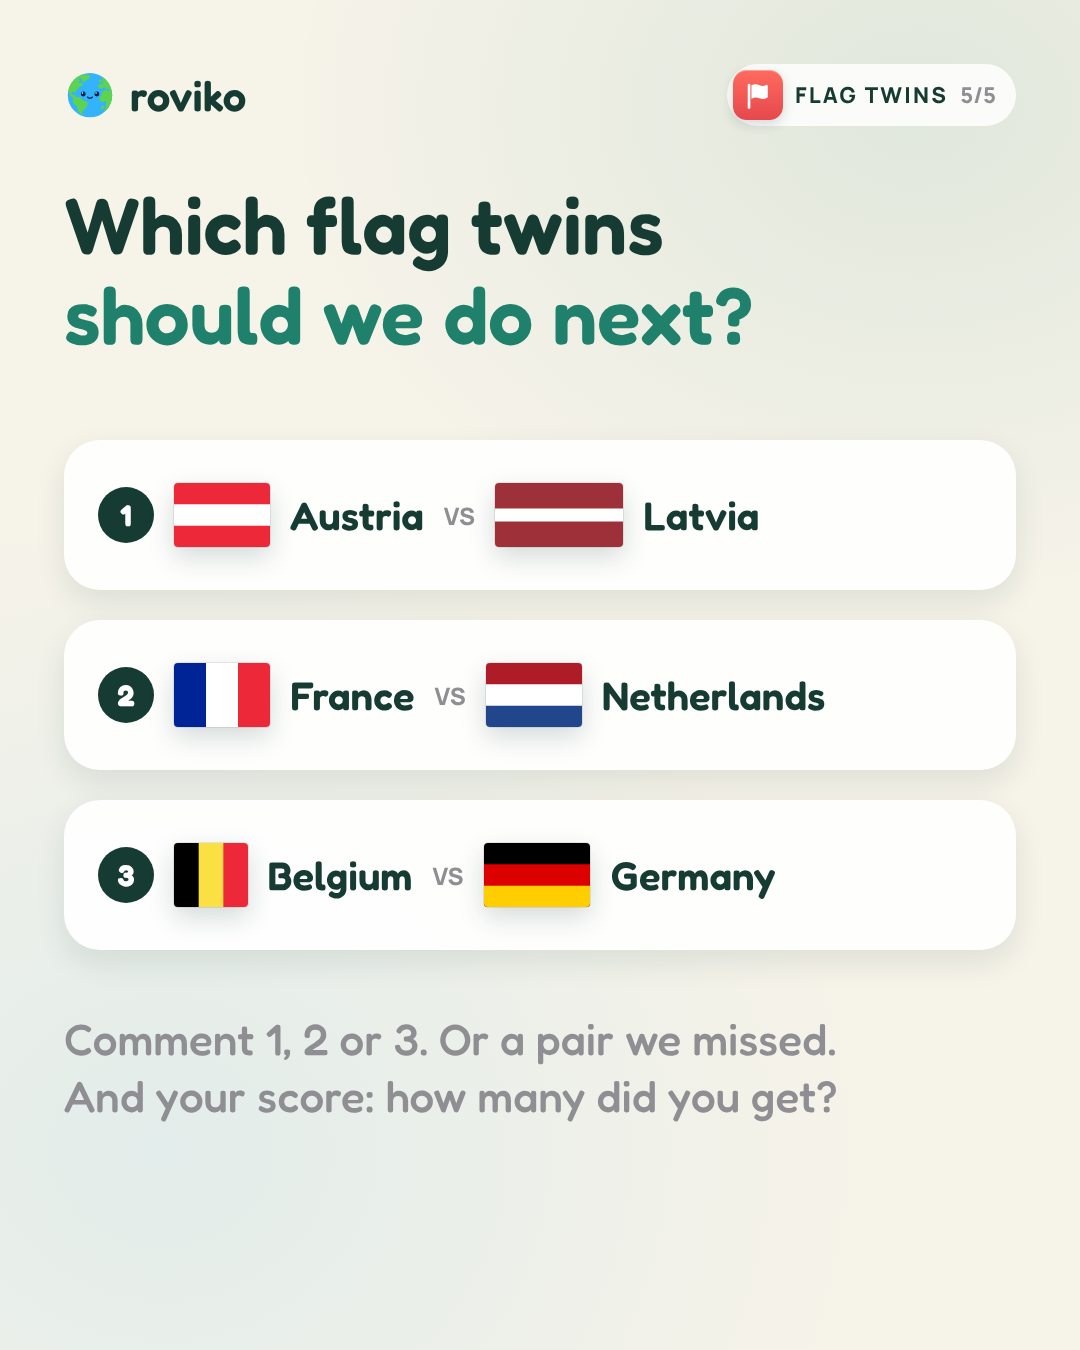 roviko
FLAG TWINS 5/5
Which flag twins
should we do next?
1 Austria VS Latvia
2 France VS Netherlands
3 Belgium VS Germany
Comment 1, 2 or 3. Or a pair we missed.
And your score: how many did you get?